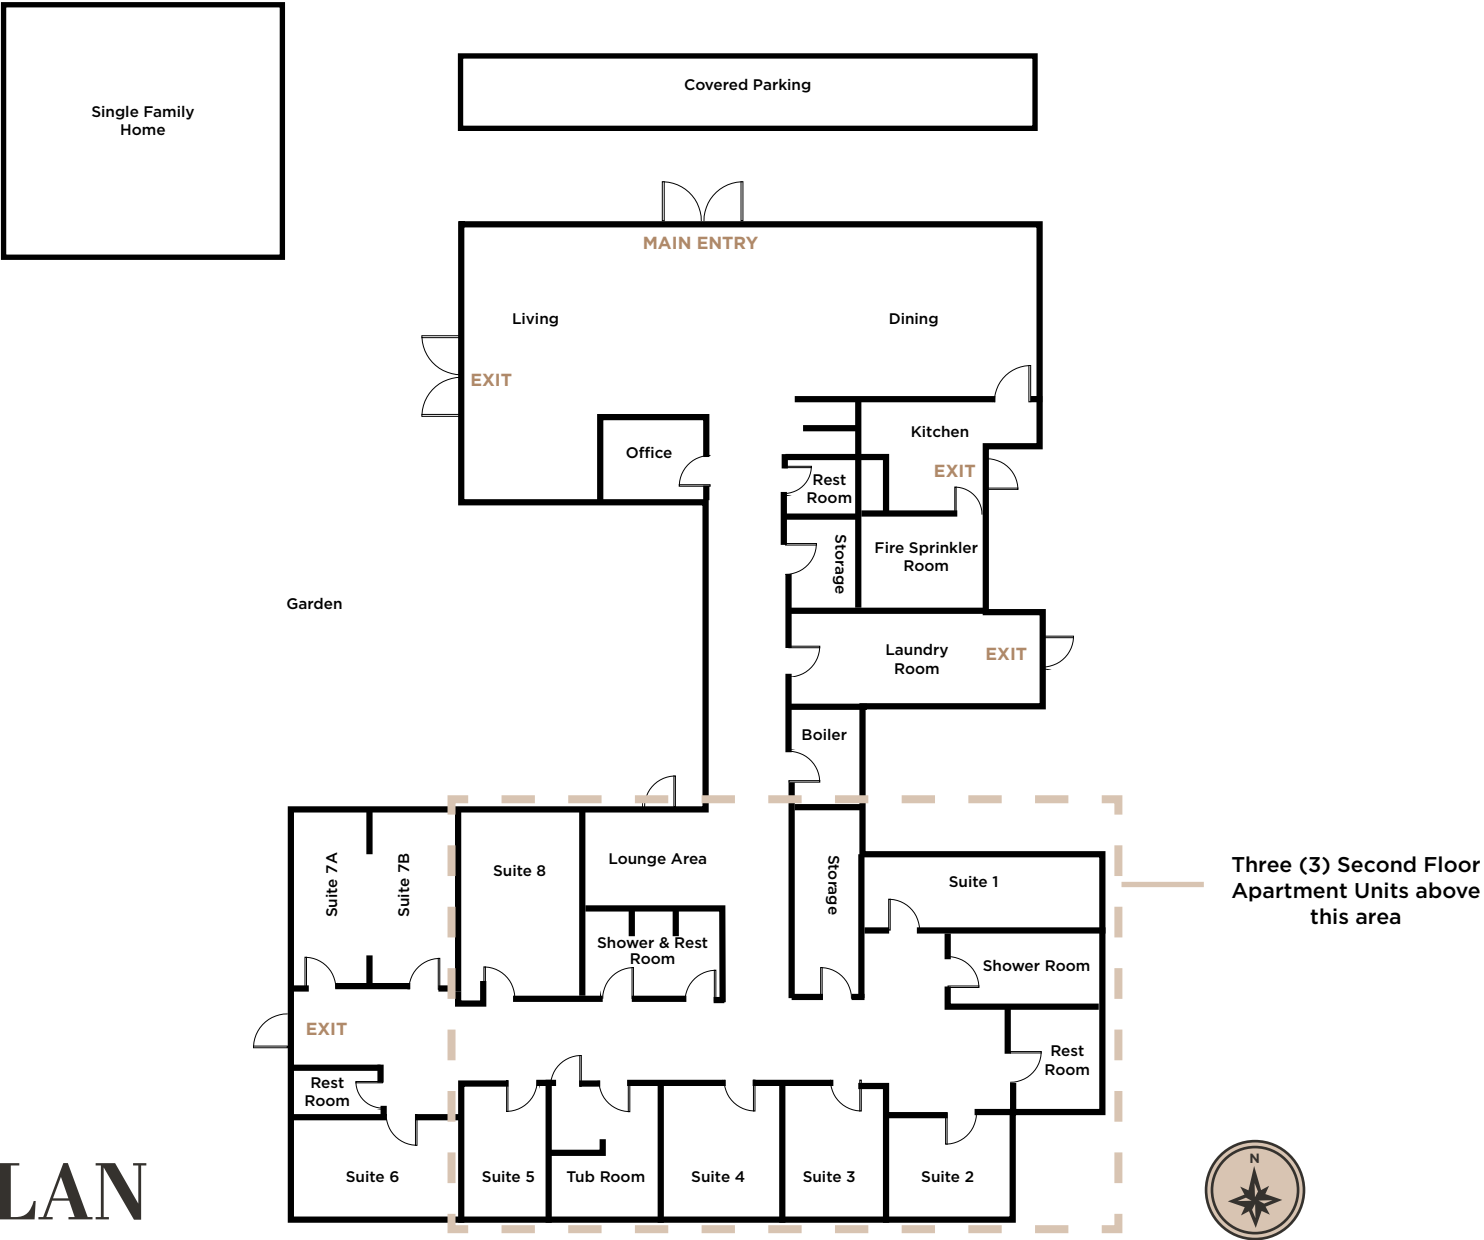 Single Family
Home
Covered Parking
MAIN ENTRY
Living
Dining
EXIT
Kitchen
Office
EXIT
Rest
Room
Storage
Fire Sprinkler
Room
Garden
Laundry
Room
EXIT
Boiler
Suite 7A
Suite 7B
Suite 8
Lounge Area
Storage
Suite 1
Three (3) Second Floor
Apartment Units above
this area
Shower & Rest
Room
Shower Room
EXIT
Rest
Room
Rest
Room
Suite 6
Suite 5
Tub Room
Suite 4
Suite 3
Suite 2
LAN
N